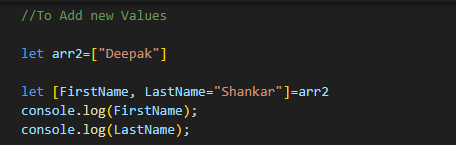 //To Add new Values
let arr2=["Deepak"]
let [FirstName, LastName="Shankar"]=arr2
console.log(FirstName);
console.log(LastName);